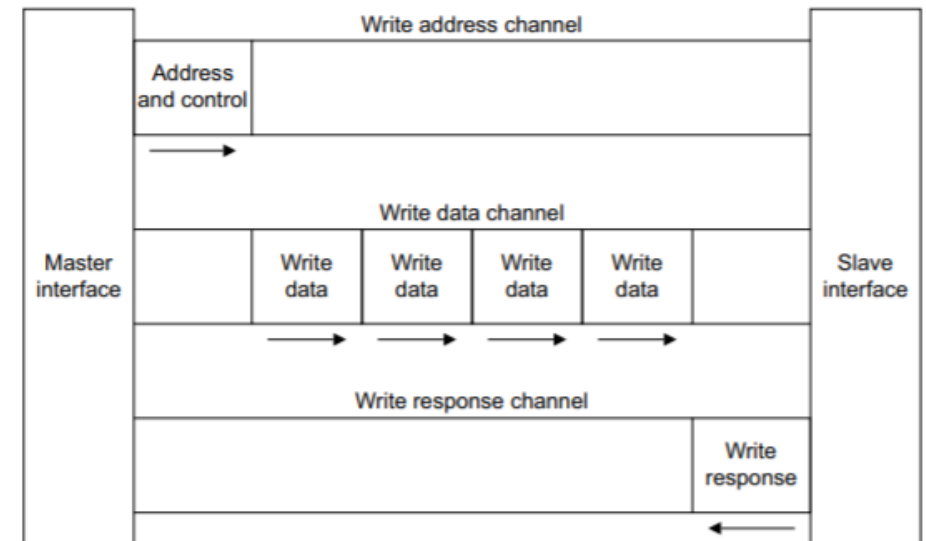 Write address channel
Address
and control
Write data channel
Master
interface
Write
data
Write
data
Write
data
Write
data
Slave
interface
Write response channel
Write
response